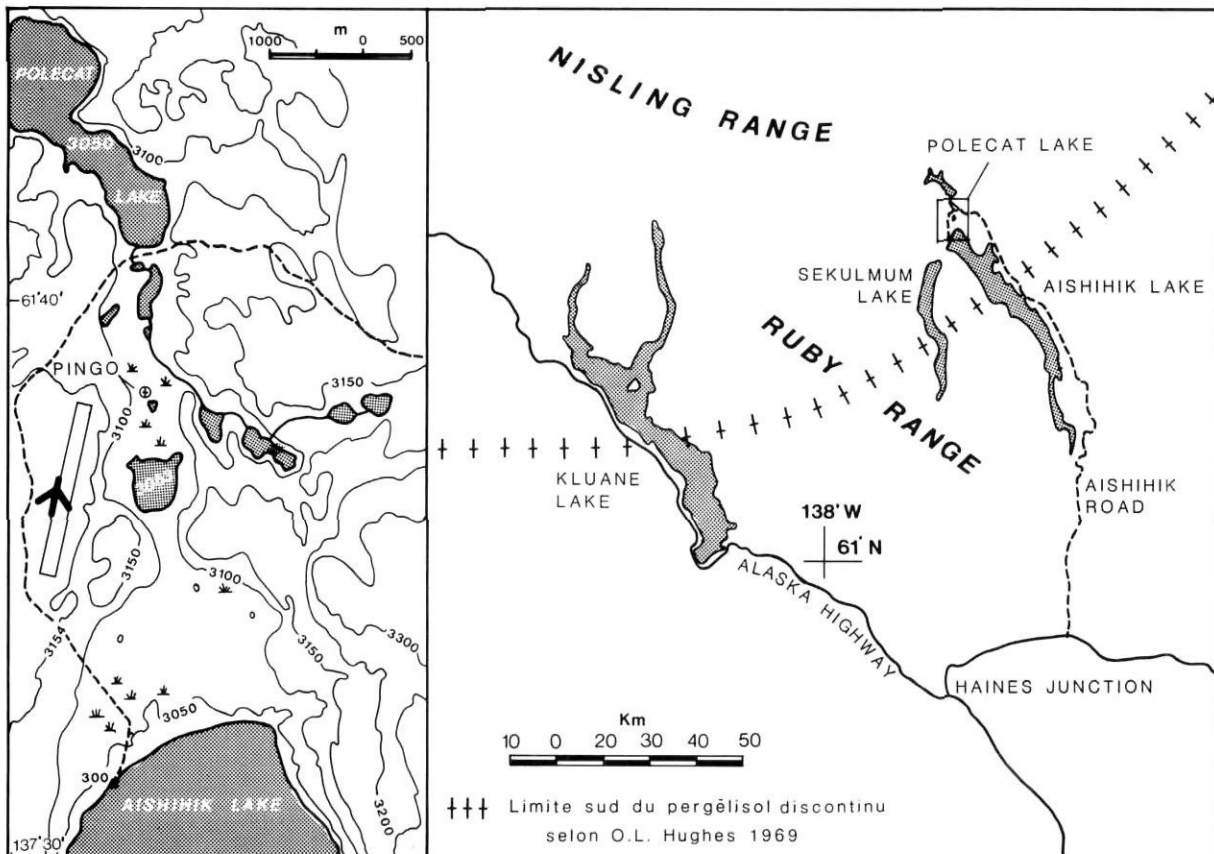 m
1000 0 500
POLECAT
3050
LAKE
3100
61°40'
PINGO
3100
3150
3150
3100
3154
3150
3300
3050
300
3200
AISHIHIK LAKE
137°30'
NISLING RANGE
POLECAT LAKE
SEKULMUM
LAKE
AISHIHIK LAKE
RUBY
RANGE
KLUANE
LAKE
138° W
61° N
AISHIHIK
ROAD
ALASKA HIGHWAY
HAINES JUNCTION
Km
10 0 20 30 40 50
Limite sud du pergēlisol discontinu
selon O.L. Hughes 1969